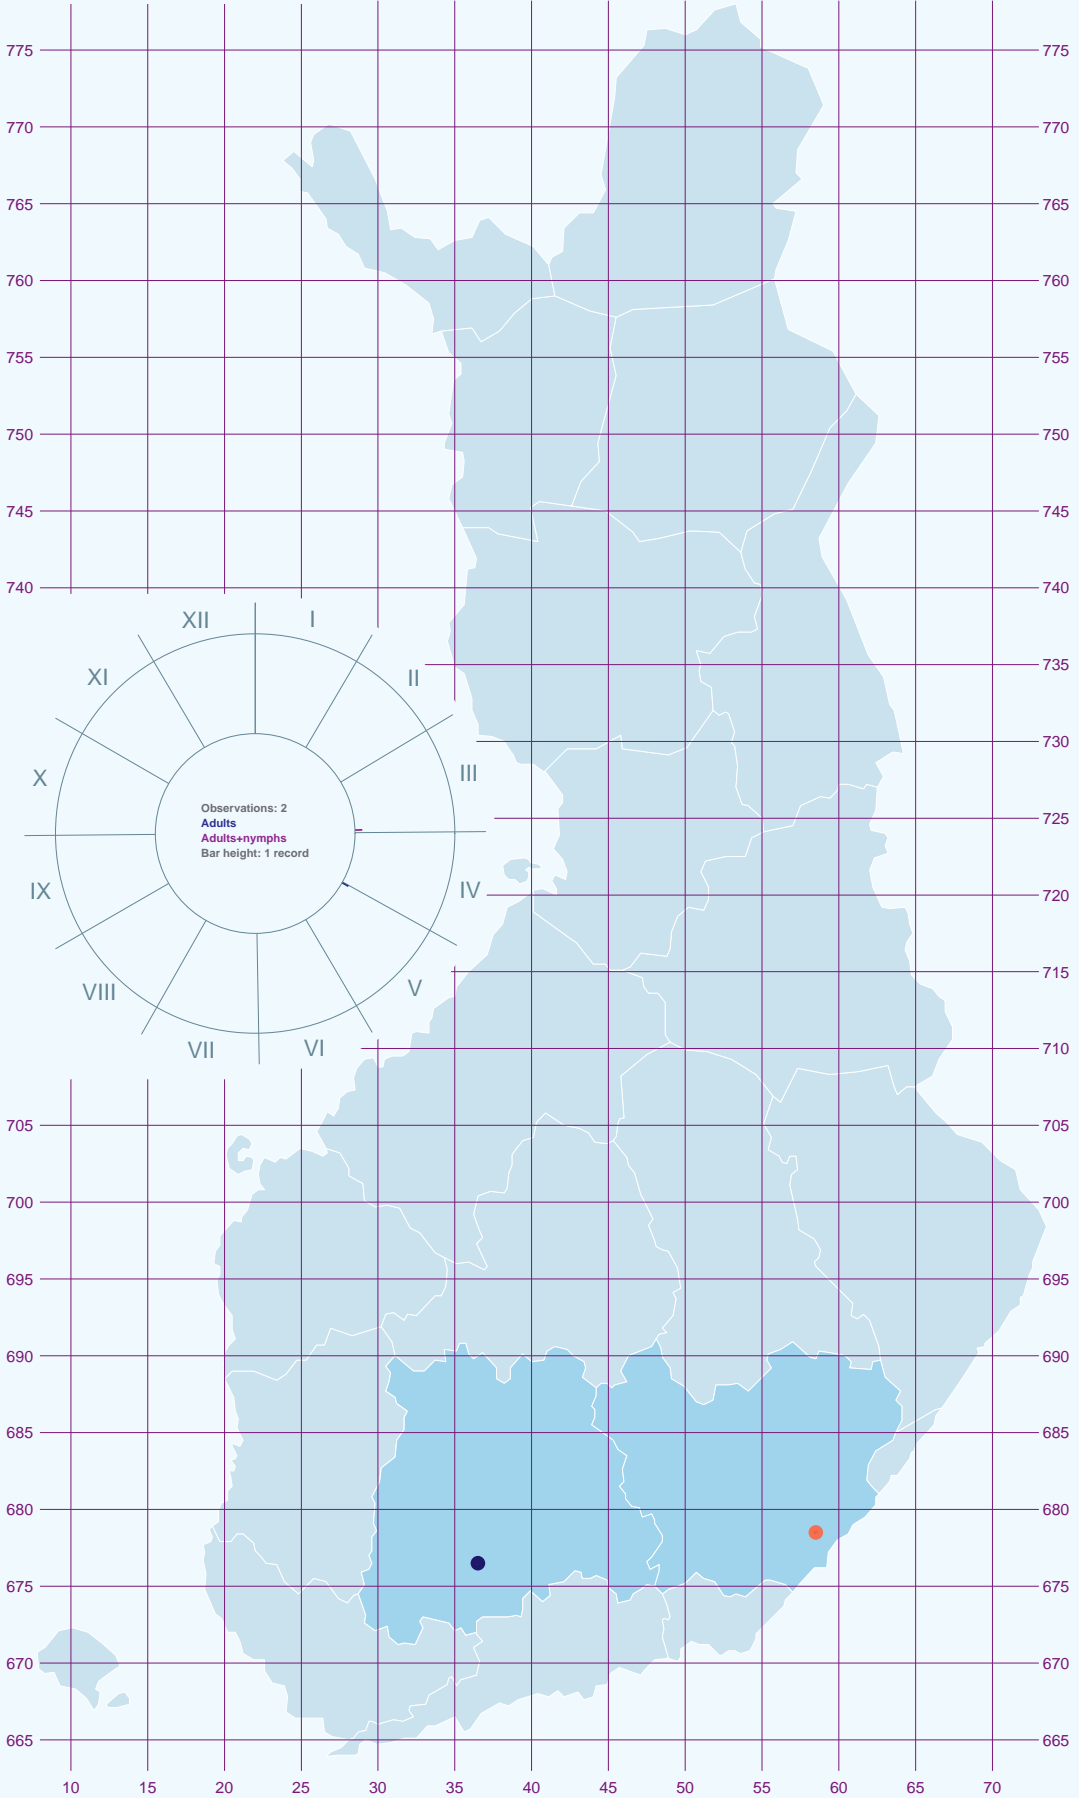 775 775
770 770
765 765
760 760
755 755
750 750
745 745
740 740
XII I
XI II
735
730
X III
Observations: 2
Adults
Adults+nymphs
Bar height: 1 record
725
IX IV
720
VIII V
715
VII VI
710
705 705
700 700
695 695
690 690
685 685
680 680
675 675
670 670
665 665
10 15 20 25 30 35 40 45 50 55 60 65 70